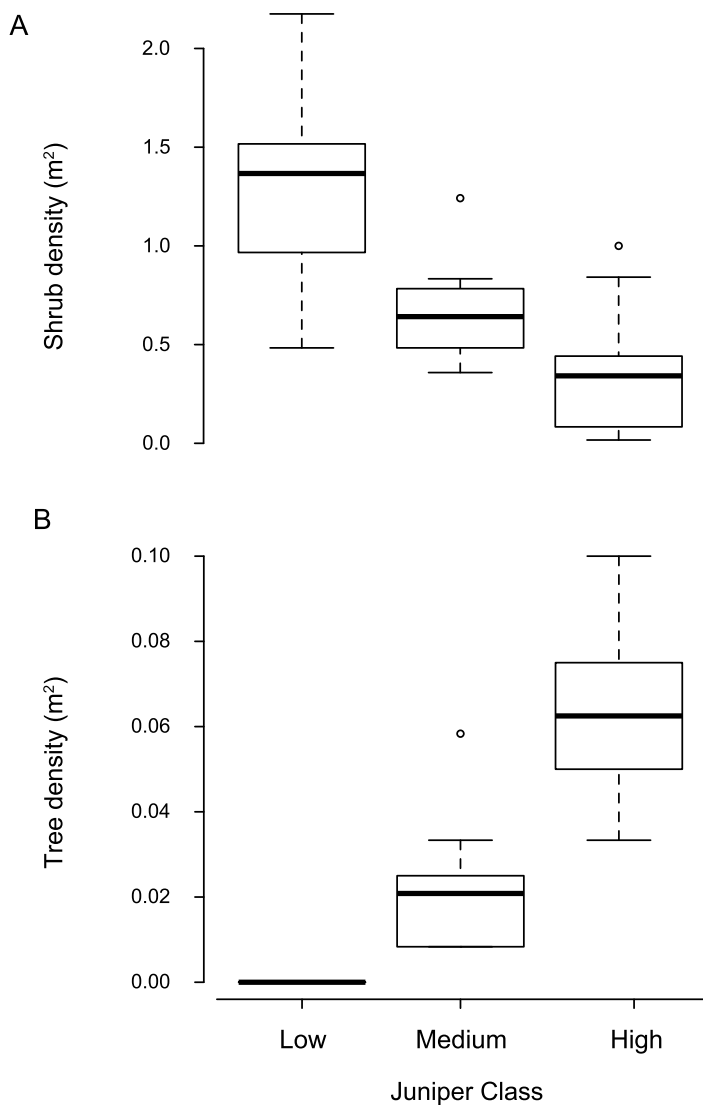 A
2.0
1.5
1.0
0.5
0.0
Shrub density (m²)
B
0.10
0.08
0.06
0.04
0.02
0.00
Tree density (m²)
Low Medium High
Juniper Class